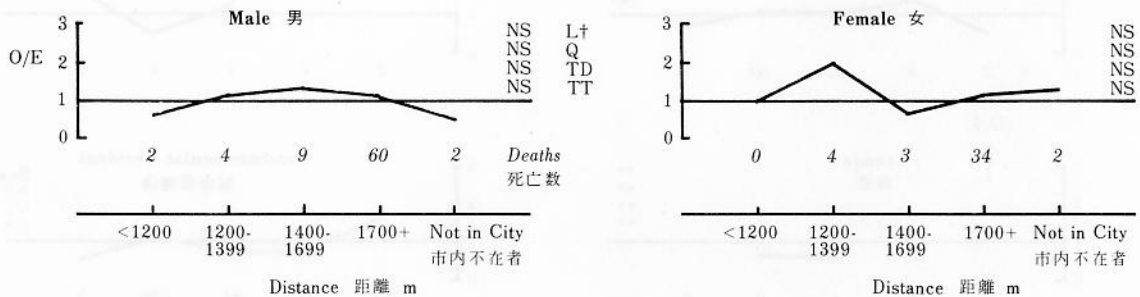 Male 男
3
2
1
0
O/E
NS
NS
NS
NS
L†
Q
TD
TT
2 4 9 60 2
Deaths
死亡数
<1200 1200-1399 1400-1699 1700+ Not in City
市内不在者
Distance 距離 m
Female 女
3
2
1
0
NS
NS
NS
NS
0 4 3 34 2
<1200 1200-1399 1400-1699 1700+ Not in City
市内不在者
Distance 距離 m